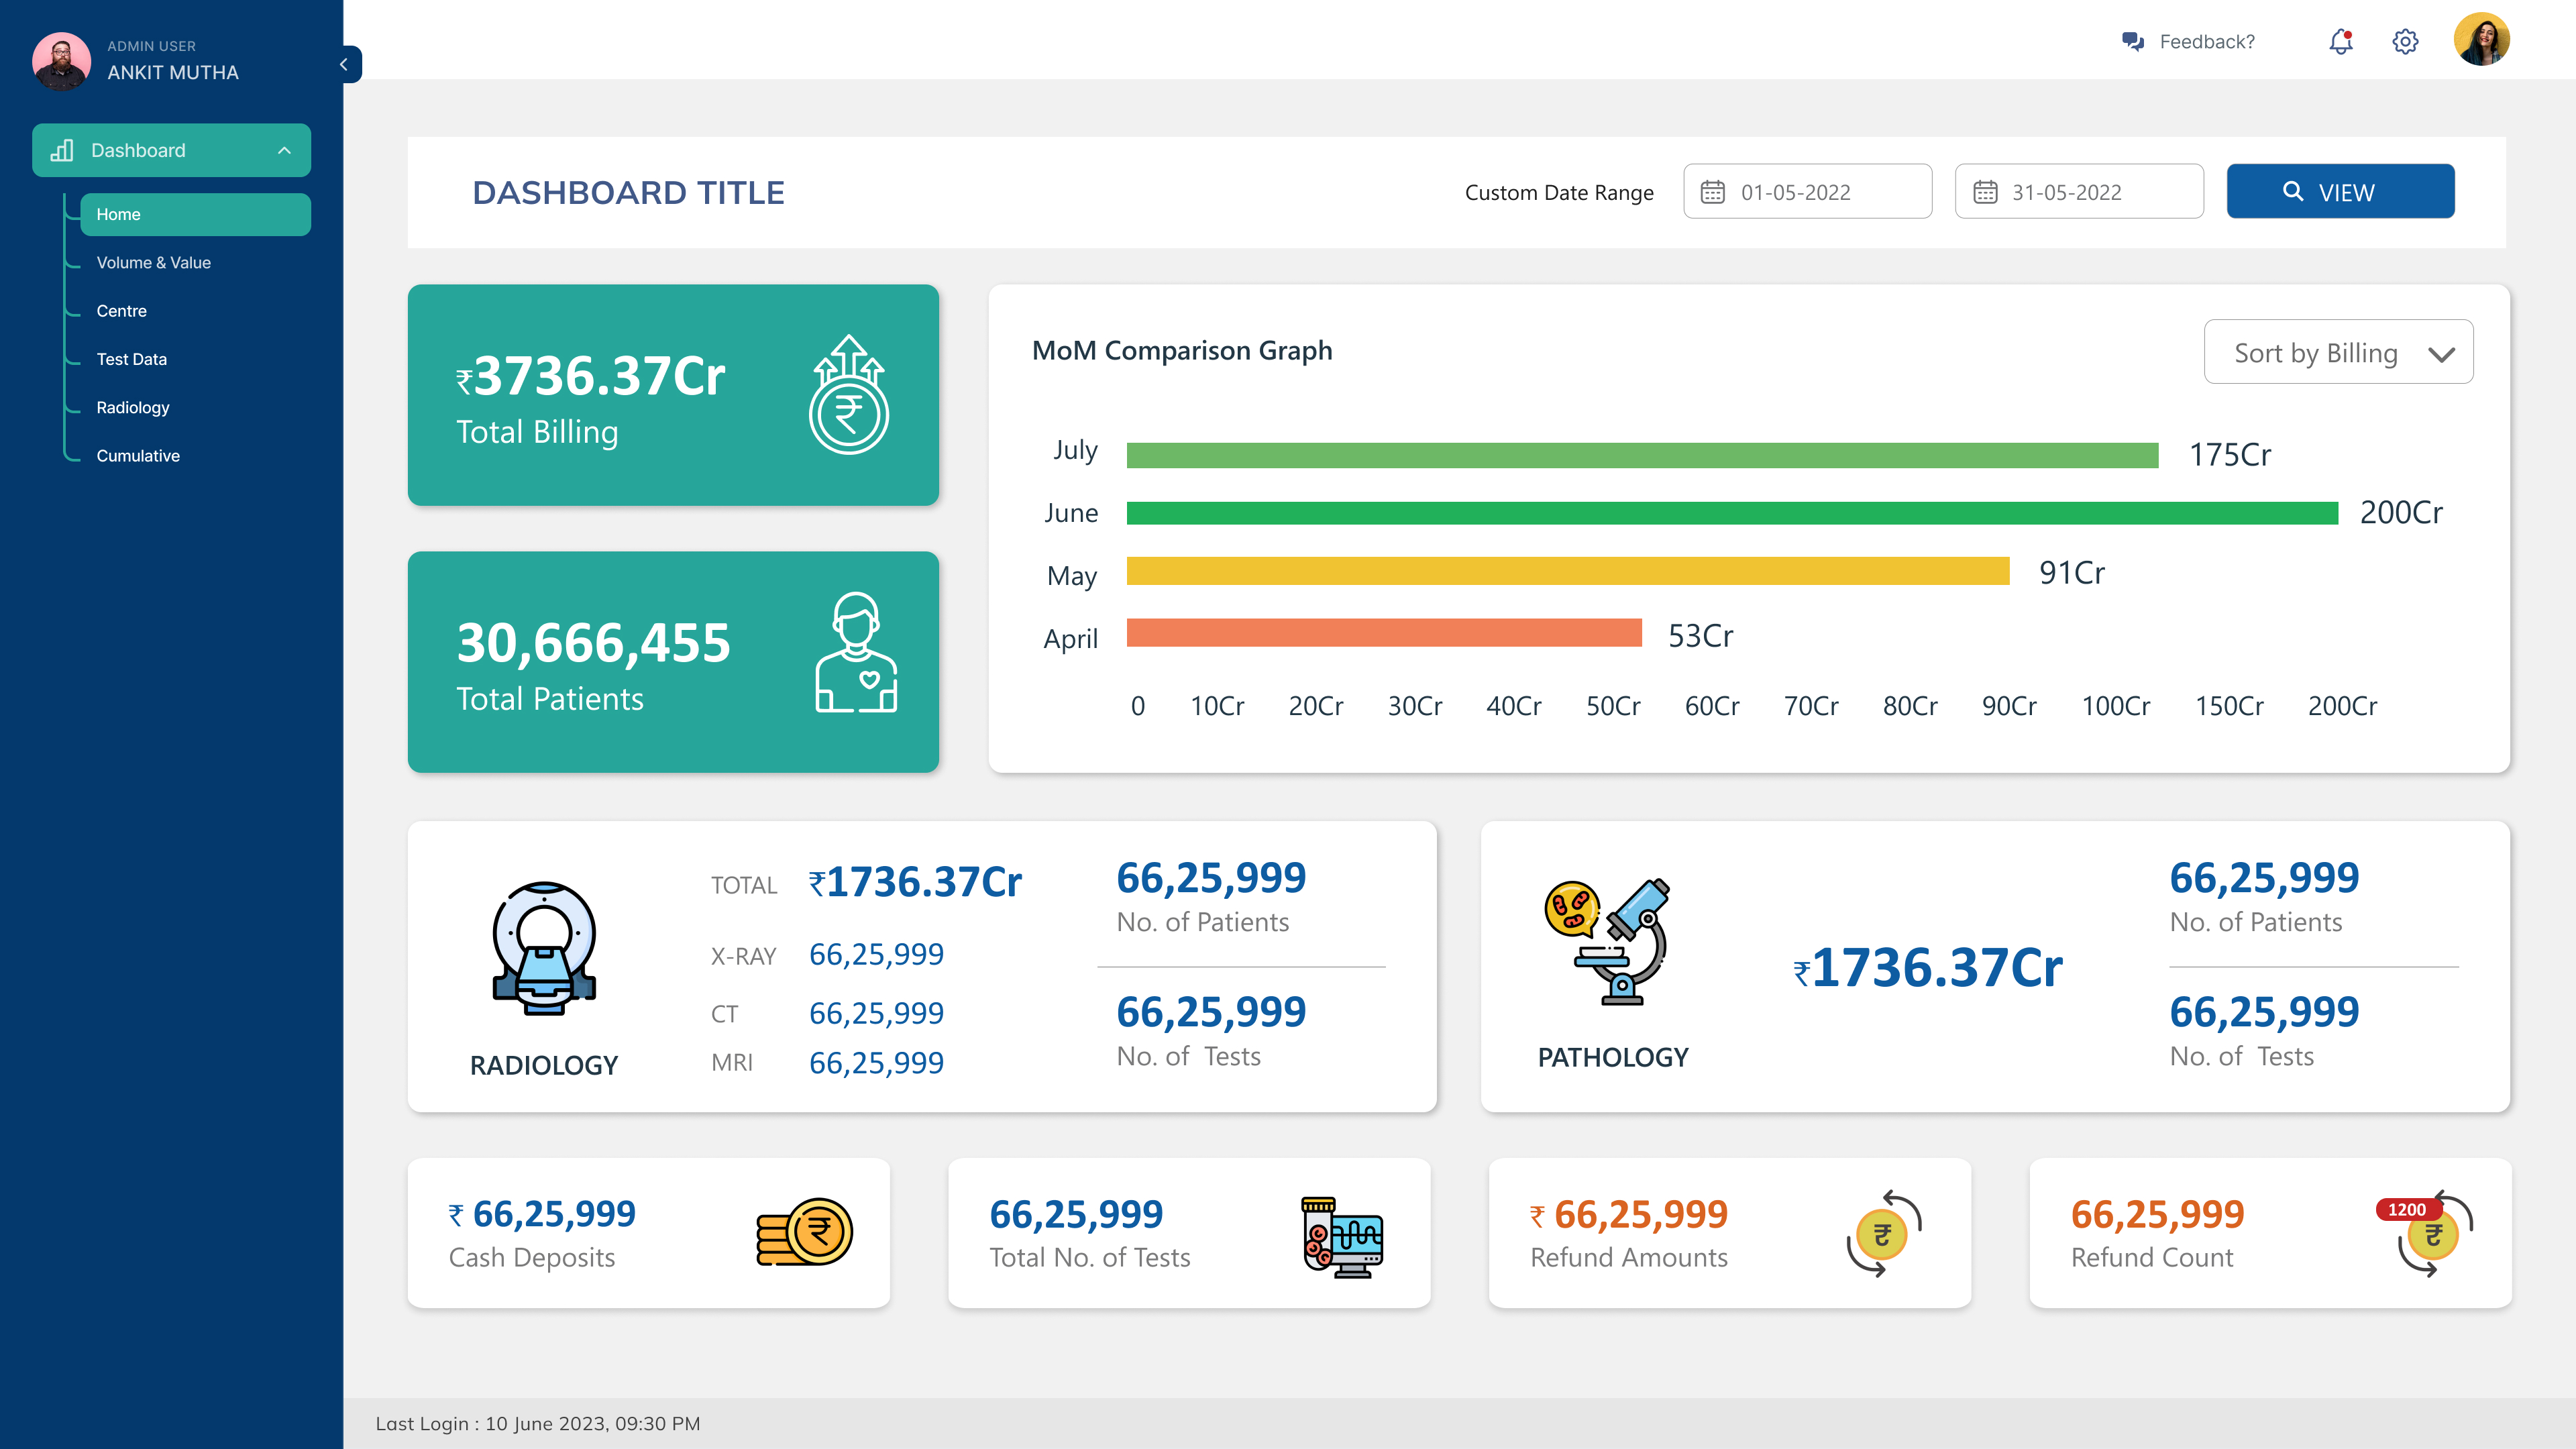 ADMIN USER
ANKIT MUTHA
Dashboard
Home
Volume & Value
Centre
Test Data
Radiology
Cumulative
Feedback?
DASHBOARD TITLE
Custom Date Range
01-05-2022
31-05-2022
VIEW
₹3736.37Cr
Total Billing
30,666,455
Total Patients
MoM Comparison Graph
Sort by Billing
July
175Cr
June
200Cr
May
91Cr
April
53Cr
0 10Cr 20Cr 30Cr 40Cr 50Cr 60Cr 70Cr 80Cr 90Cr 100Cr 150Cr 200Cr
RADIOLOGY
TOTAL ₹1736.37Cr
X-RAY 66,25,999
CT 66,25,999
MRI 66,25,999
66,25,999
No. of Patients
66,25,999
No. of Tests
PATHOLOGY
₹1736.37Cr
66,25,999
No. of Patients
66,25,999
No. of Tests
₹ 66,25,999
Cash Deposits
₹
66,25,999
Total No. of Tests
₹ 66,25,999
Refund Amounts
₹
66,25,999
Refund Count
1200
₹
Last Login : 10 June 2023, 09:30 PM